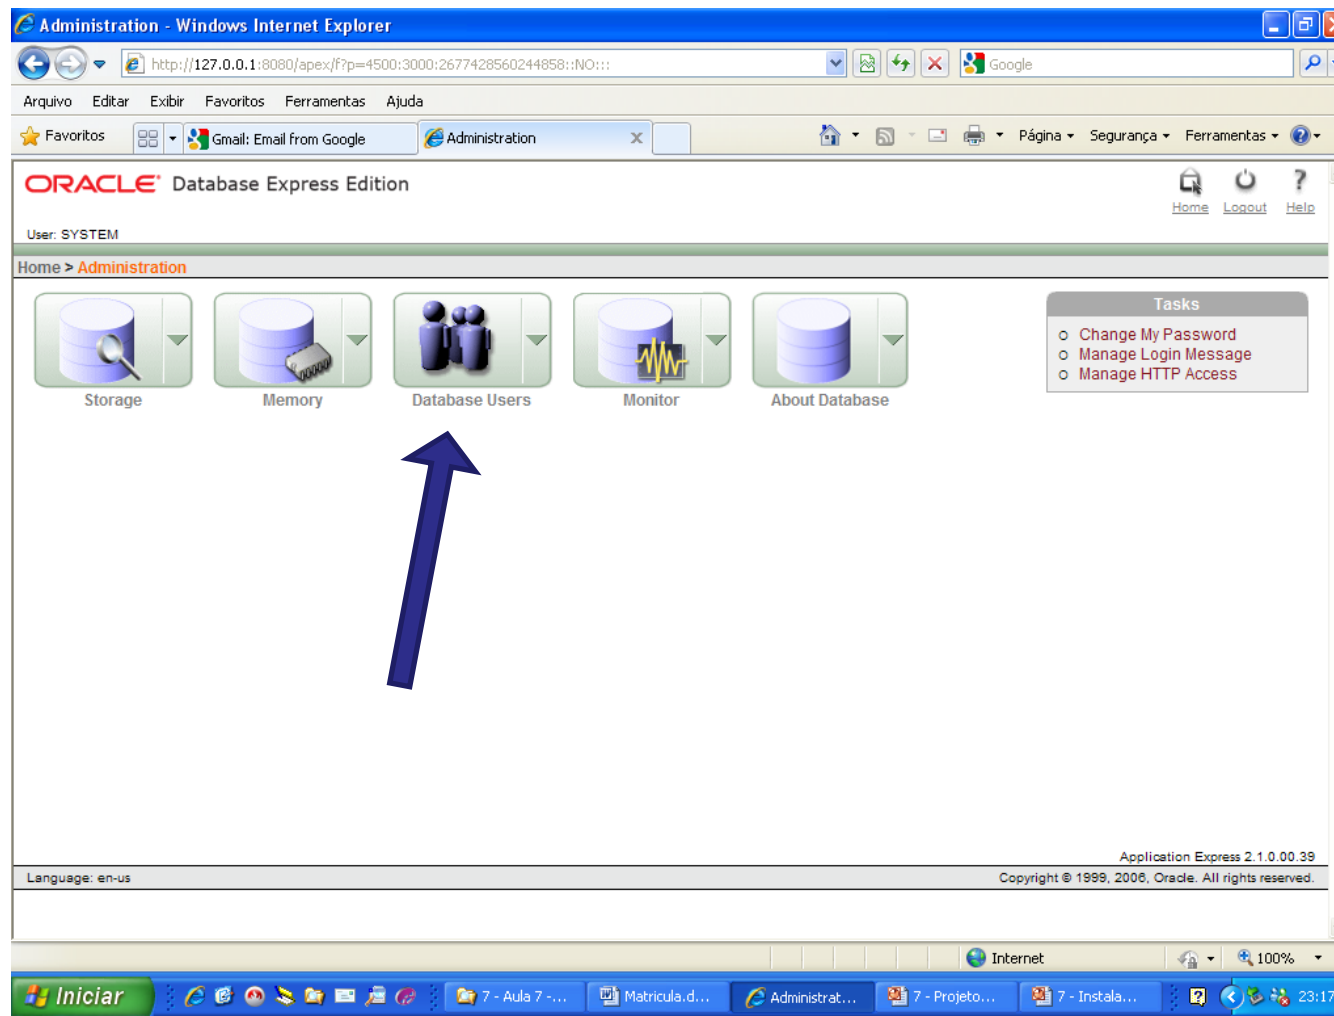 Administration - Windows Internet Explorer
http://127.0.0.1:8080/apex/f?p=4500:3000:2677428560244858::NO:::
Google
Arquivo Editar Exibir Favoritos Ferramentas Ajuda
Favoritos
Gmail: Email from Google
Administration
Página
Segurança
Ferramentas
ORACLE Database Express Edition
Home Logout Help
User: SYSTEM
Home > Administration
Storage
Memory
Database Users
Monitor
About Database
Tasks
Change My Password
Manage Login Message
Manage HTTP Access
Application Express 2.1.0.00.39
Language: en-us
Copyright © 1999, 2006, Oracle. All rights reserved.
Internet
100%
Iniciar
7 - Aula 7 -...
Matricula.d...
Administrat...
7 - Projeto...
7 - Instala...
23:17